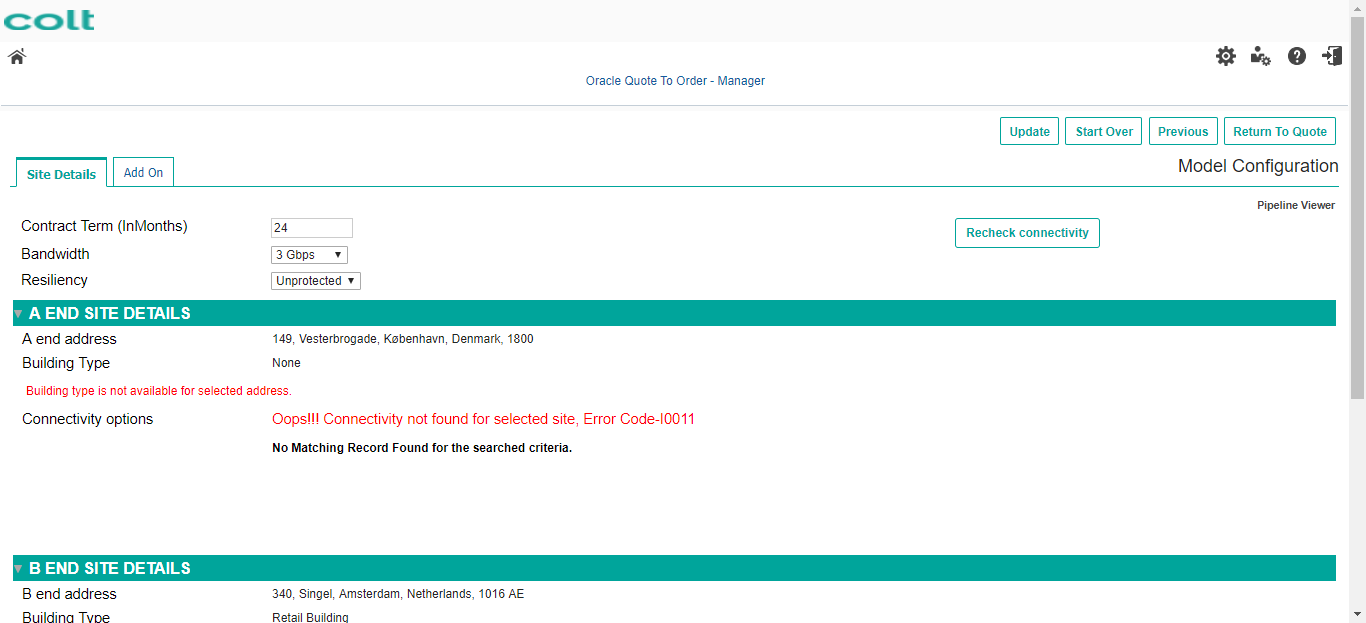 colt
Oracle Quote To Order - Manager
Update Start Over Previous Return To Quote
Site Details Add On
Model Configuration
Pipeline Viewer
Contract Term (InMonths) 24
Recheck connectivity
Bandwidth 3 Gbps
Resiliency Unprotected
A END SITE DETAILS
A end address 149, Vesterbrogade, København, Denmark, 1800
Building Type None
Building type is not available for selected address.
Connectivity options Oops!!! Connectivity not found for selected site, Error Code-I0011
No Matching Record Found for the searched criteria.
B END SITE DETAILS
B end address 340, Singel, Amsterdam, Netherlands, 1016 AE
Building Type Retail Building